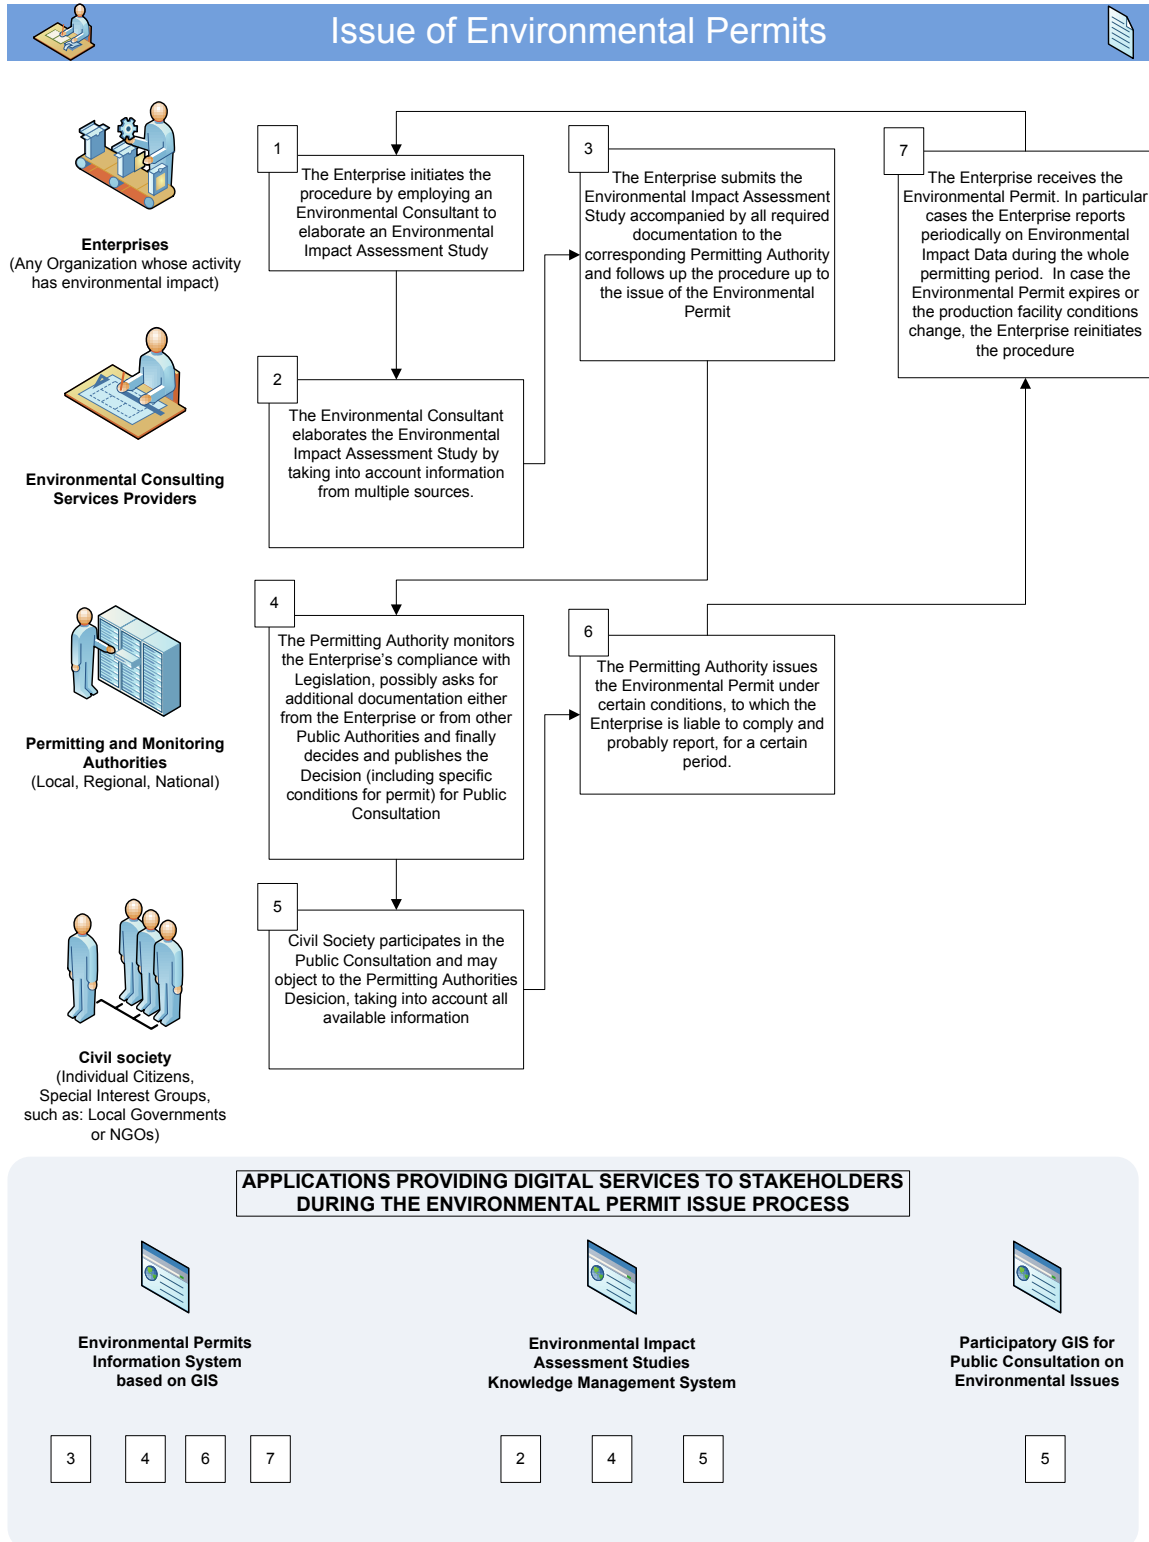 Issue of Environmental Permits
Enterprises
(Any Organization whose activity
has environmental impact)
1
The Enterprise initiates the
procedure by employing an
Environmental Consultant to
elaborate an Environmental
Impact Assessment Study
3
The Enterprise submits the
Environmental Impact Assessment
Study accompanied by all required
documentation to the
corresponding Permitting Authority
and follows up the procedure up to
the issue of the Environmental
Permit
7
The Enterprise receives the
Environmental Permit. In particular
cases the Enterprise reports
periodically on Environmental
Impact Data during the whole
permitting period. In case the
Environmental Permit expires or
the production facility conditions
change, the Enterprise reinitiates
the procedure
Environmental Consulting
Services Providers
2
The Environmental Consultant
elaborates the Environmental
Impact Assessment Study by
taking into account information
from multiple sources.
Permitting and Monitoring
Authorities
(Local, Regional, National)
4
The Permitting Authority monitors
the Enterprise's compliance with
Legislation, possibly asks for
additional documentation either
from the Enterprise or from other
Public Authorities and finally
decides and publishes the
Decision (including specific
conditions for permit) for Public
Consultation
6
The Permitting Authority issues
the Environmental Permit under
certain conditions, to which the
Enterprise is liable to comply and
probably report, for a certain
period.
Civil society
(Individual Citizens,
Special Interest Groups,
such as: Local Governments
or NGOs)
5
Civil Society participates in the
Public Consultation and may
object to the Permitting Authorities
Desicion, taking into account all
available information
APPLICATIONS PROVIDING DIGITAL SERVICES TO STAKEHOLDERS
DURING THE ENVIRONMENTAL PERMIT ISSUE PROCESS
Environmental Permits
Information System
based on GIS
3 4 6 7
Environmental Impact
Assessment Studies
Knowledge Management System
2 4 5
Participatory GIS for
Public Consultation on
Environmental Issues
5